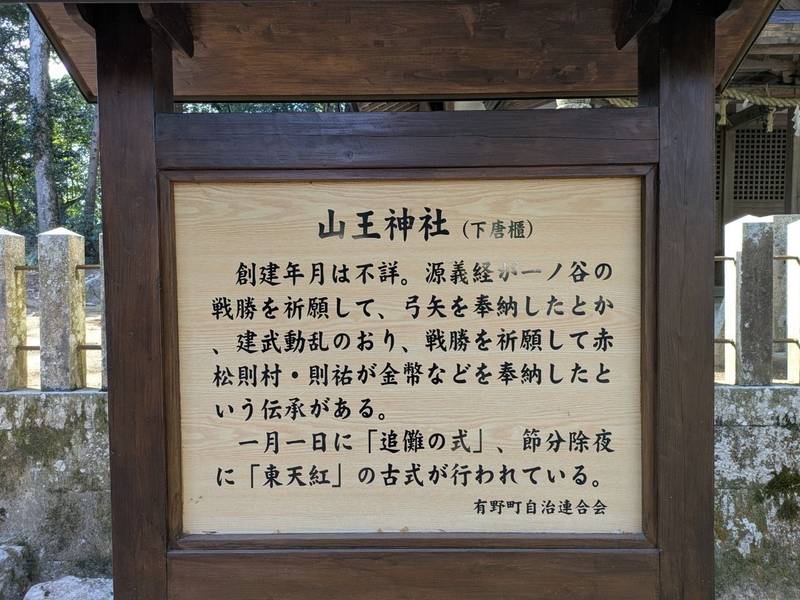 山王神社（下唐櫃）
創建年月は不詳。源義経が一ノ谷の
戦勝を祈願して、弓矢を奉納したとか
、建武動乱のおり、戦勝を祈願して赤
松則村・則祐が金幣などを奉納したと
いう伝承がある。
一月一日に「追儺の式」、節分除夜
に「東天紅」の古式が行われている。
有野町自治連合会